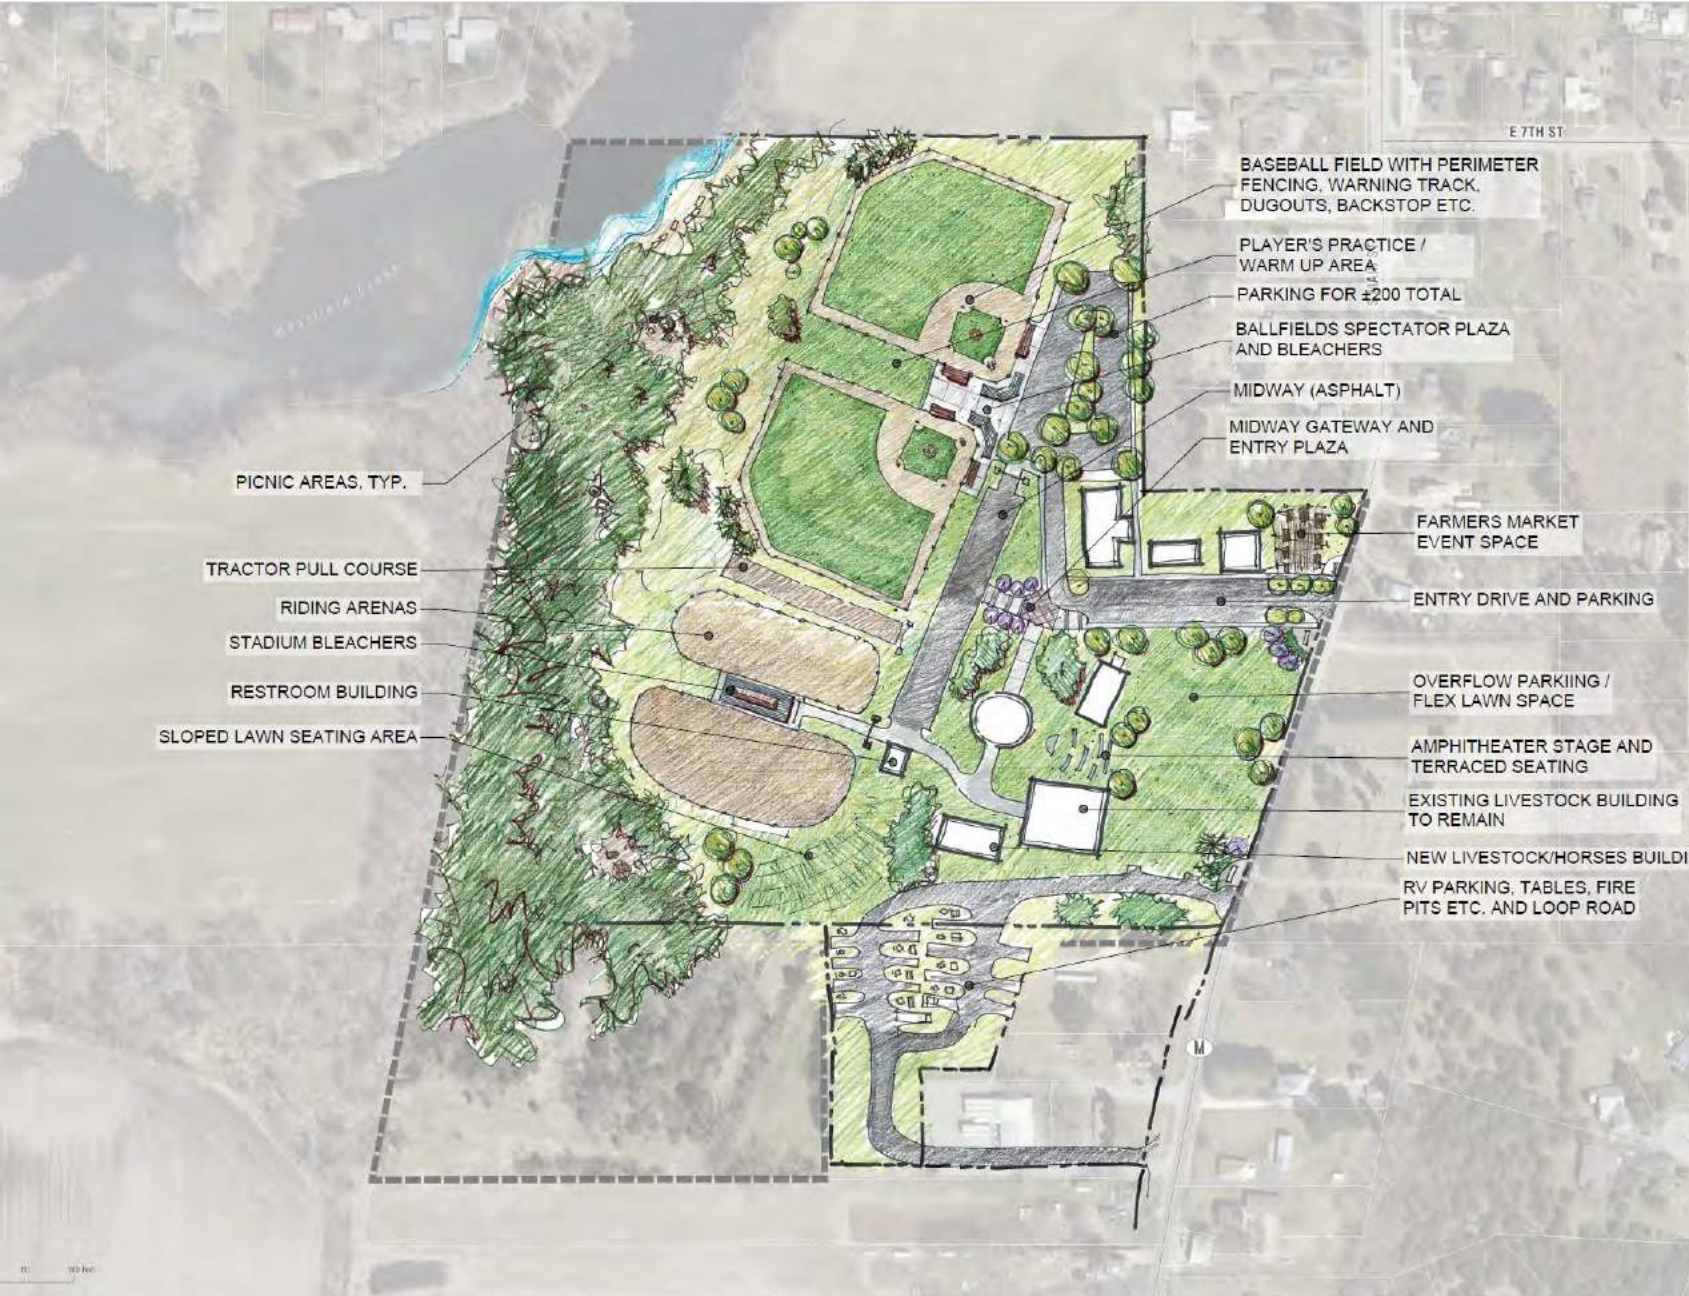 E 7TH ST
BASEBALL FIELD WITH PERIMETER
FENCING, WARNING TRACK,
DUGOUTS, BACKSTOP ETC.
PLAYER'S PRACTICE /
WARM UP AREA
PARKING FOR ±200 TOTAL
BALLFIELDS SPECTATOR PLAZA
AND BLEACHERS
MIDWAY (ASPHALT)
MIDWAY GATEWAY AND
ENTRY PLAZA
FARMERS MARKET
EVENT SPACE
ENTRY DRIVE AND PARKING
OVERFLOW PARKIING /
FLEX LAWN SPACE
AMPHITHEATER STAGE AND
TERRACED SEATING
EXISTING LIVESTOCK BUILDING
TO REMAIN
NEW LIVESTOCK/HORSES BUILDI
RV PARKING, TABLES, FIRE
PITS ETC. AND LOOP ROAD
M
PICNIC AREAS, TYP.
TRACTOR PULL COURSE
RIDING ARENAS
STADIUM BLEACHERS
RESTROOM BUILDING
SLOPED LAWN SEATING AREA